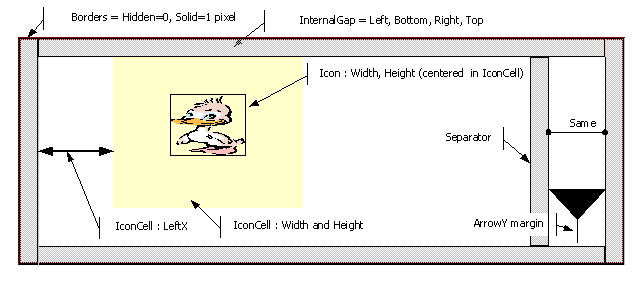 Borders = Hidden=0, Solid=1 pixel
InternalGap = Left, Bottom, Right, Top
Icon : Width, Height (centered in IconCell)
Same
Separator
IconCell : LeftX
IconCell : Width and Height
ArrowY margin